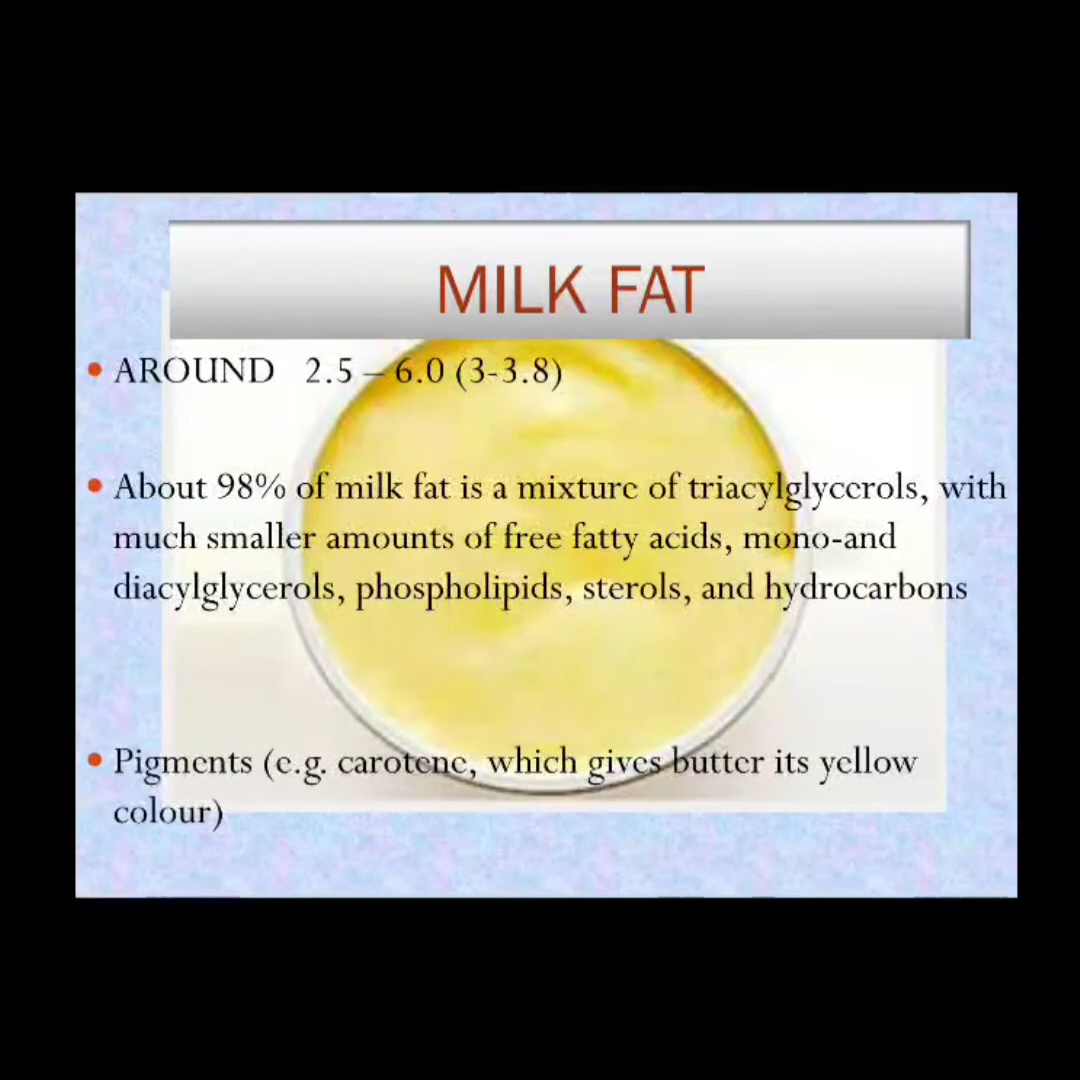 MILK FAT
• AROUND 2.5 – 6.0 (3-3.8)
• About 98% of milk fat is a mixture of triacylglycerols, with
much smaller amounts of free fatty acids, mono-and
diacylglycerols, phospholipids, sterols, and hydrocarbons
• Pigments (e.g. carotene, which gives butter its yellow
colour)